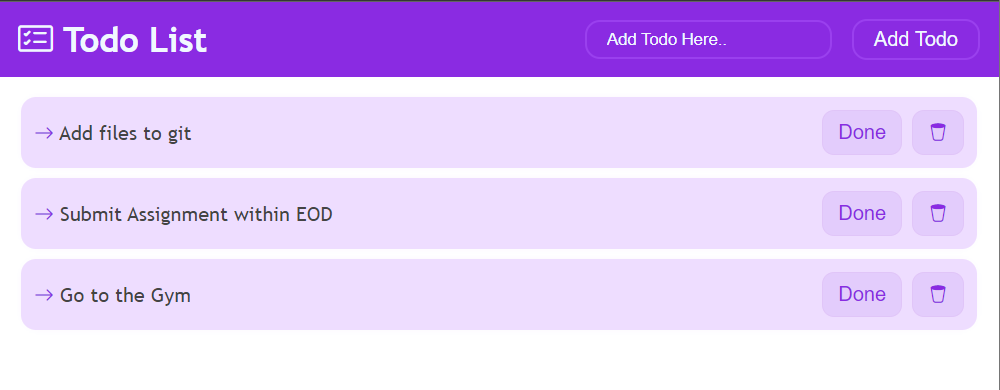 Todo List
Add Todo Here..
Add Todo
Add files to git
Done
Submit Assignment within EOD
Done
Go to the Gym
Done